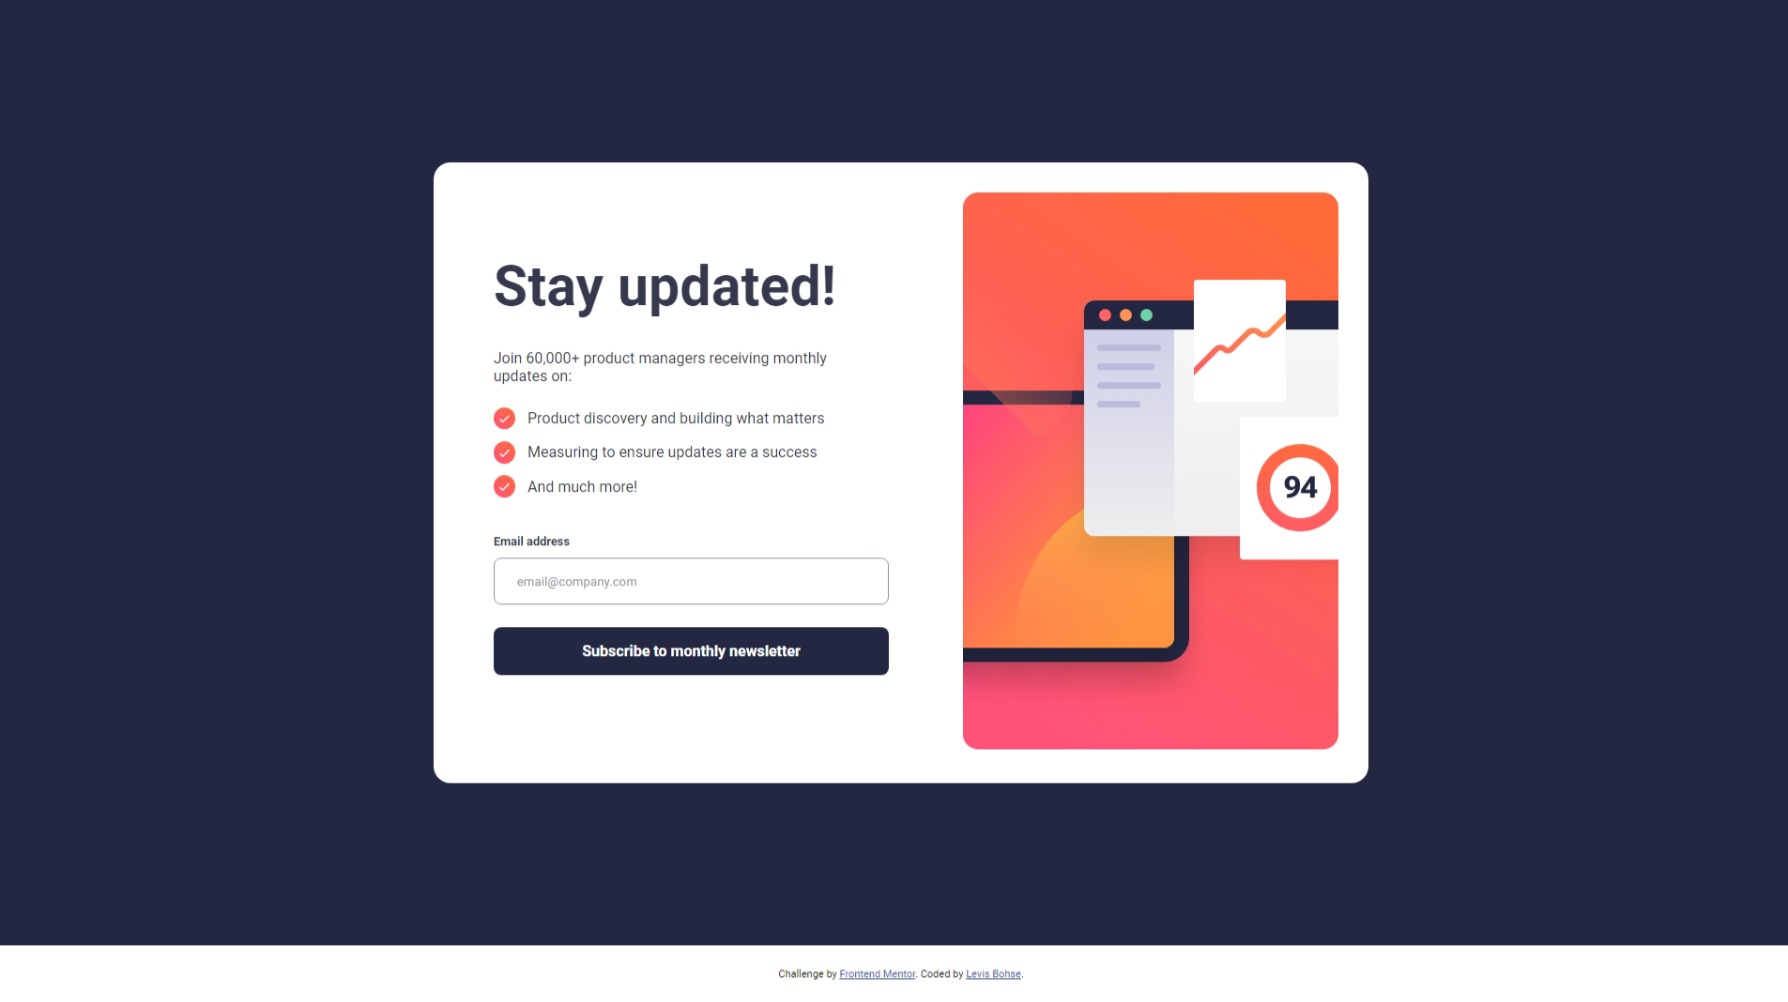 Stay updated!
Join 60,000+ product managers receiving monthly
updates on:
Product discovery and building what matters
Measuring to ensure updates are a success
And much more!
Email address
email@company.com
Subscribe to monthly newsletter
94
Challenge by Frontend Mentor. Coded by Levis Bohse.